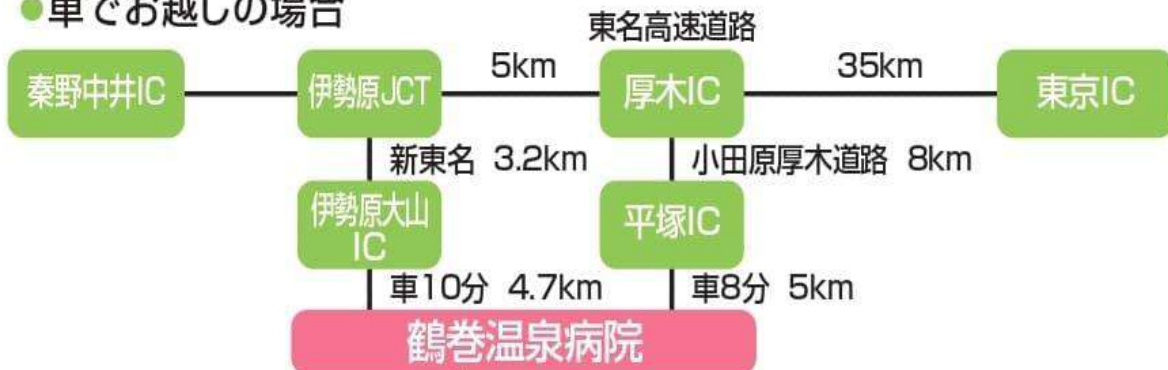 ●車でお越しの場合
東名高速道路
秦野中井IC
伊勢原JCT
5km
厚木IC
35km
東京IC
新東名 3.2km
小田原厚木道路 8km
伊勢原大山
IC
平塚IC
車10分 4.7km
車8分 5km
鶴巻温泉病院